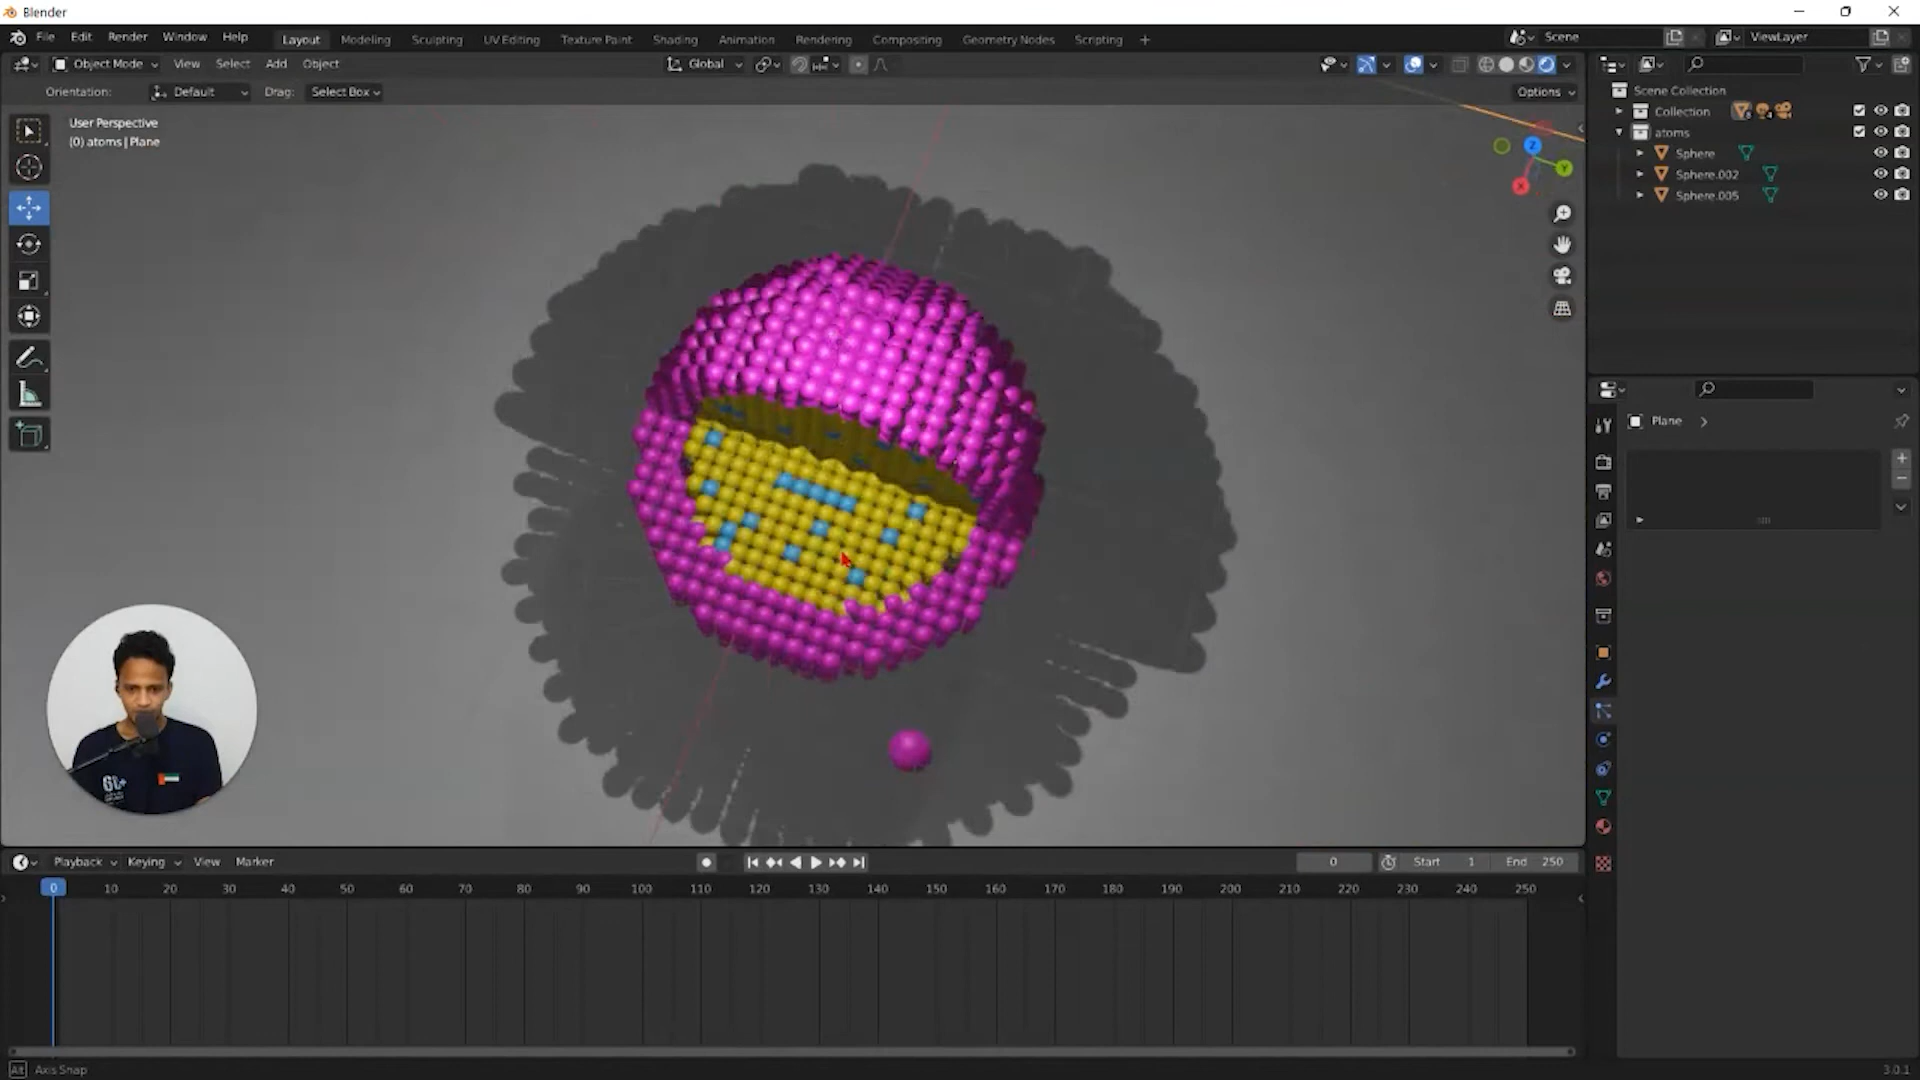 Blender
File Edit Render Window Help Layout Modeling Sculpting UV Editing Texture Paint Shading Animation Rendering Compositing Geometry Nodes Scripting + Scene ViewLayer
Object Mode View Select Add Object Global
Orientation: Default Drag: Select Box Options
User Perspective
(0) atoms | Plane
Z
Y
X
Scene Collection
Collection
atoms
Sphere
Sphere.002
Sphere.005
Plane
Playback Keying View Marker 0 Start 1 End 250
0 10 20 30 40 50 60 70 80 90 100 110 120 130 140 150 160 170 180 190 200 210 220 230 240 250
Alt Axis Snap
3.0.1